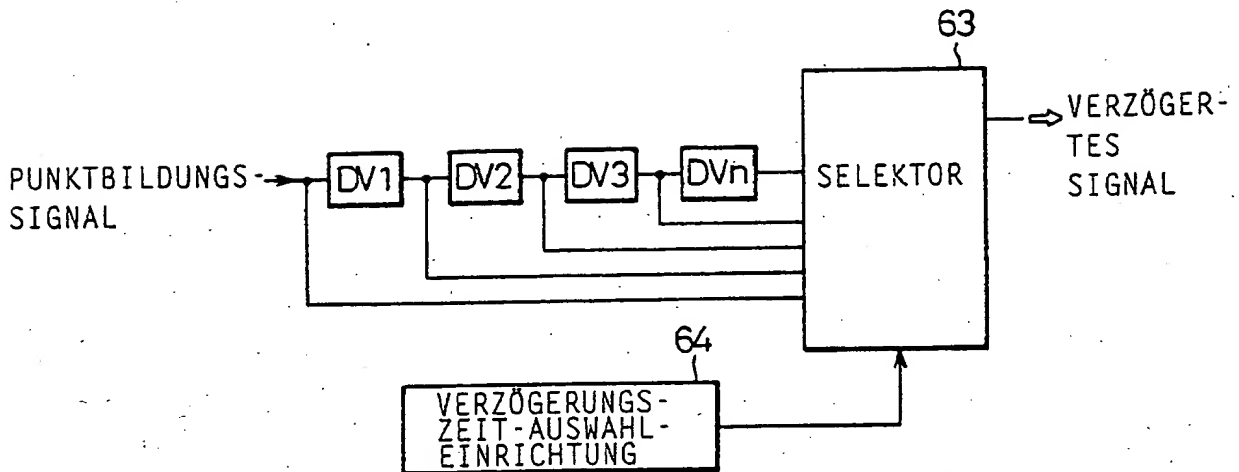 63
VERZÖGER-
TES
SIGNAL
PUNKTBILDUNGS-
SIGNAL
DV1 DV2 DV3 DVn
SELEKTOR
64
VERZÖGERUNGS-
ZEIT-AUSWAHL-
EINRICHTUNG